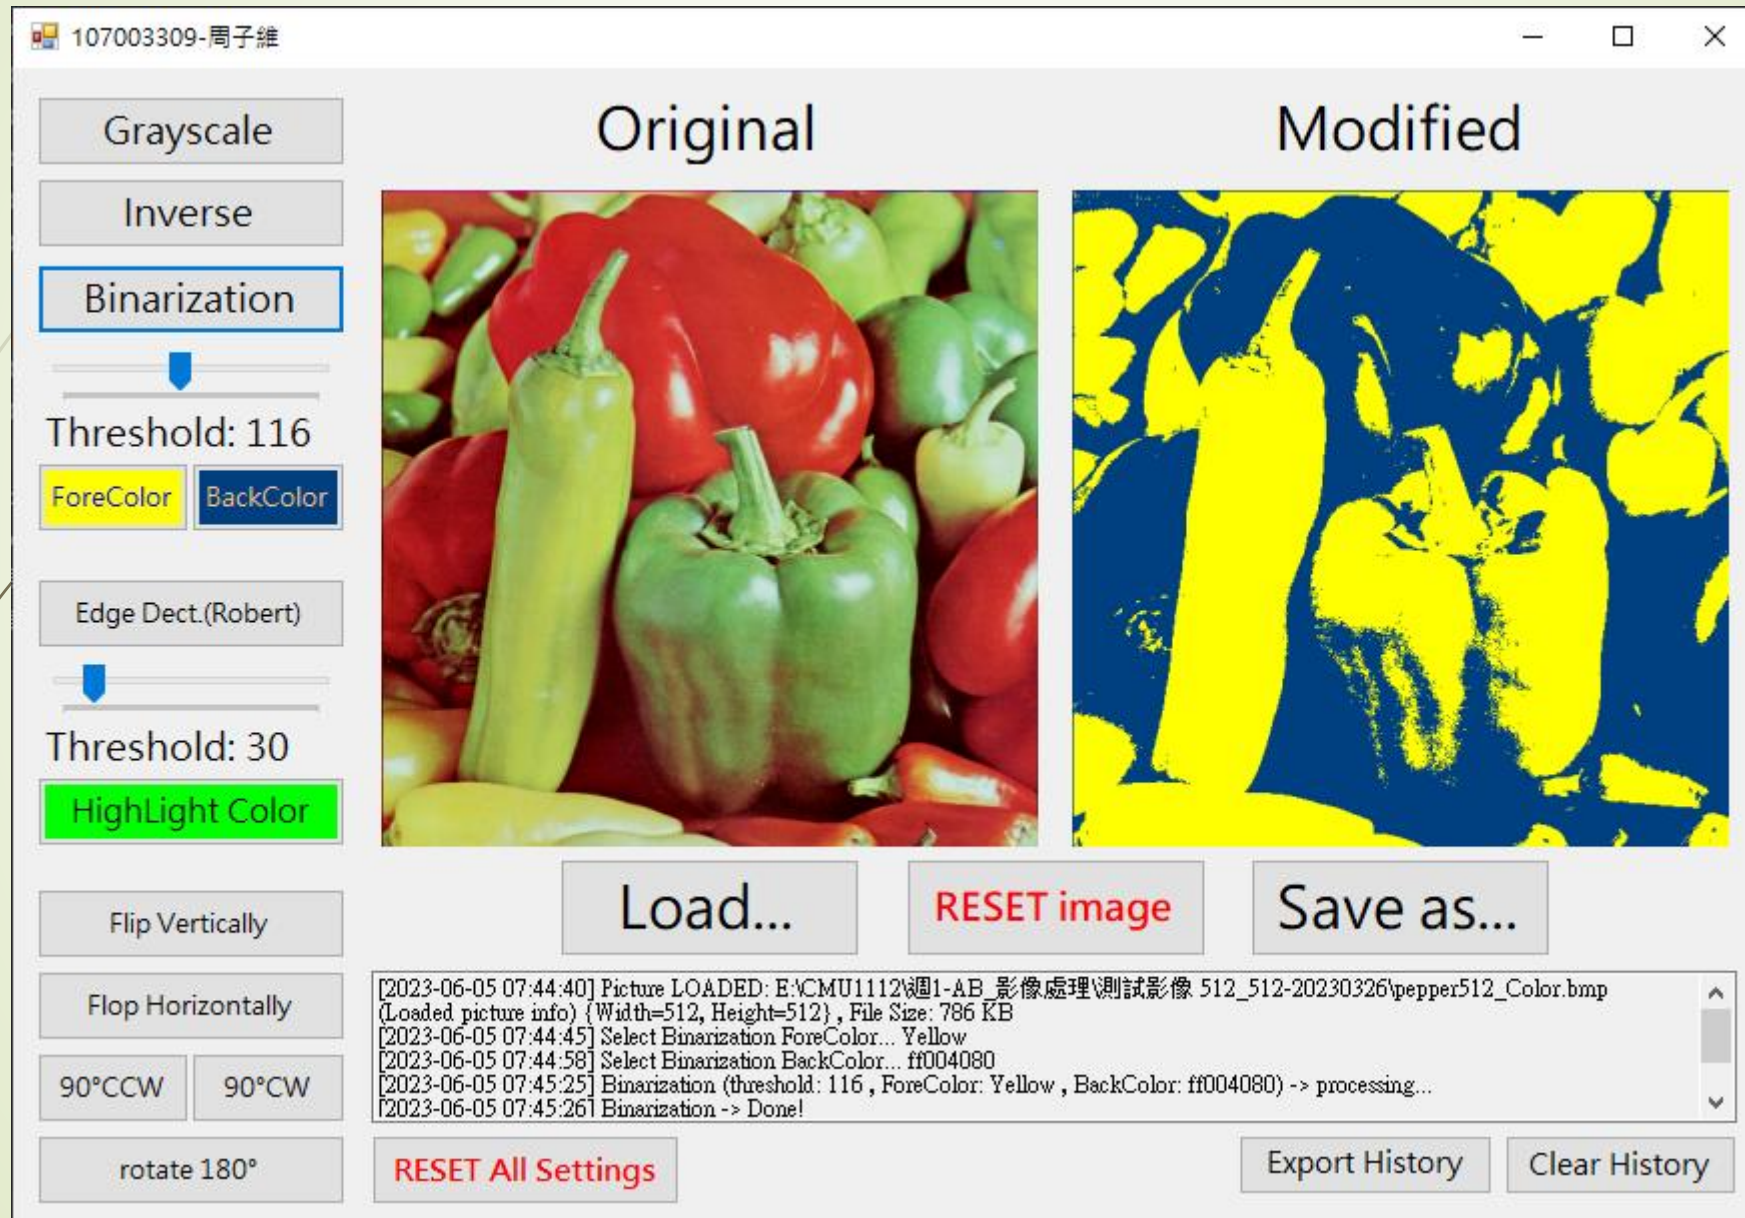 107003309-周子維
Grayscale
Inverse
Binarization
Threshold: 116
ForeColor
BackColor
Edge Dect.(Robert)
Threshold: 30
HighLight Color
Flip Vertically
Flop Horizontally
90°CCW
90°CW
rotate 180°
Original
Modified
Load...
RESET image
Save as...
[2023-06-05 07:44:40] Picture LOADED: E:\CMU1112\週1-AB_影像處理\測試影像 512_512-20230326\pepper512_Color.bmp
(Loaded picture info) {Width=512, Height=512} , File Size: 786 KB
[2023-06-05 07:44:45] Select Binarization ForeColor... Yellow
[2023-06-05 07:44:58] Select Binarization BackColor... ff004080
[2023-06-05 07:45:25] Binarization (threshold: 116 , ForeColor: Yellow , BackColor: ff004080) -> processing...
[2023-06-05 07:45:26] Binarization -> Done!
RESET All Settings
Export History
Clear History